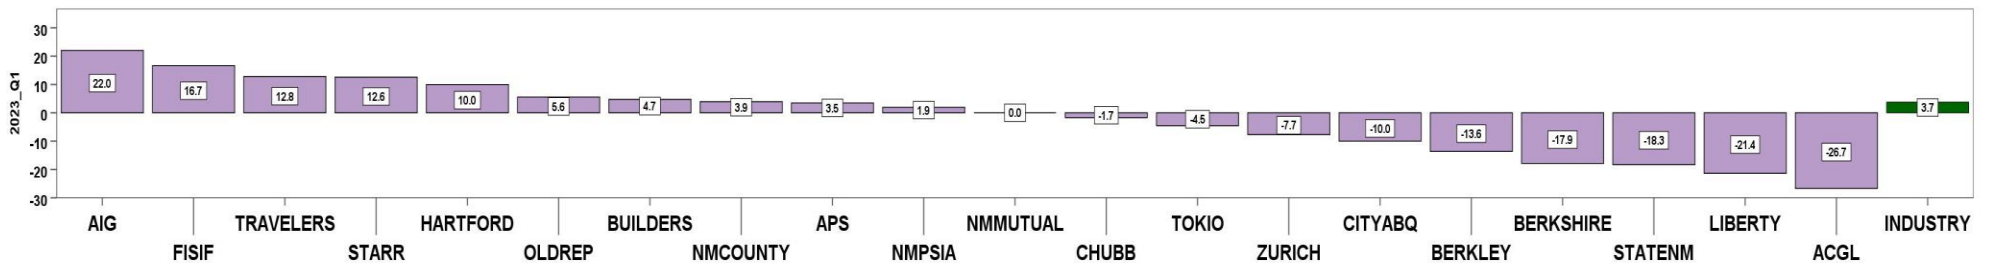 2023_Q1
30
20
10
0
-10
-20
-30
22.0
16.7
12.8
12.6
10.0
5.6
4.7
3.9
3.5
1.9
0.0
-1.7
-4.5
-7.7
-10.0
-13.6
-17.9
-18.3
-21.4
-26.7
3.7
AIG
FISIF
TRAVELERS
STARR
HARTFORD
OLDREP
BUILDERS
NMCOUNTY
APS
NMPSIA
NMMUTUAL
CHUBB
TOKIO
ZURICH
CITYABQ
BERKLEY
BERKSHIRE
STATENM
LIBERTY
ACGL
INDUSTRY